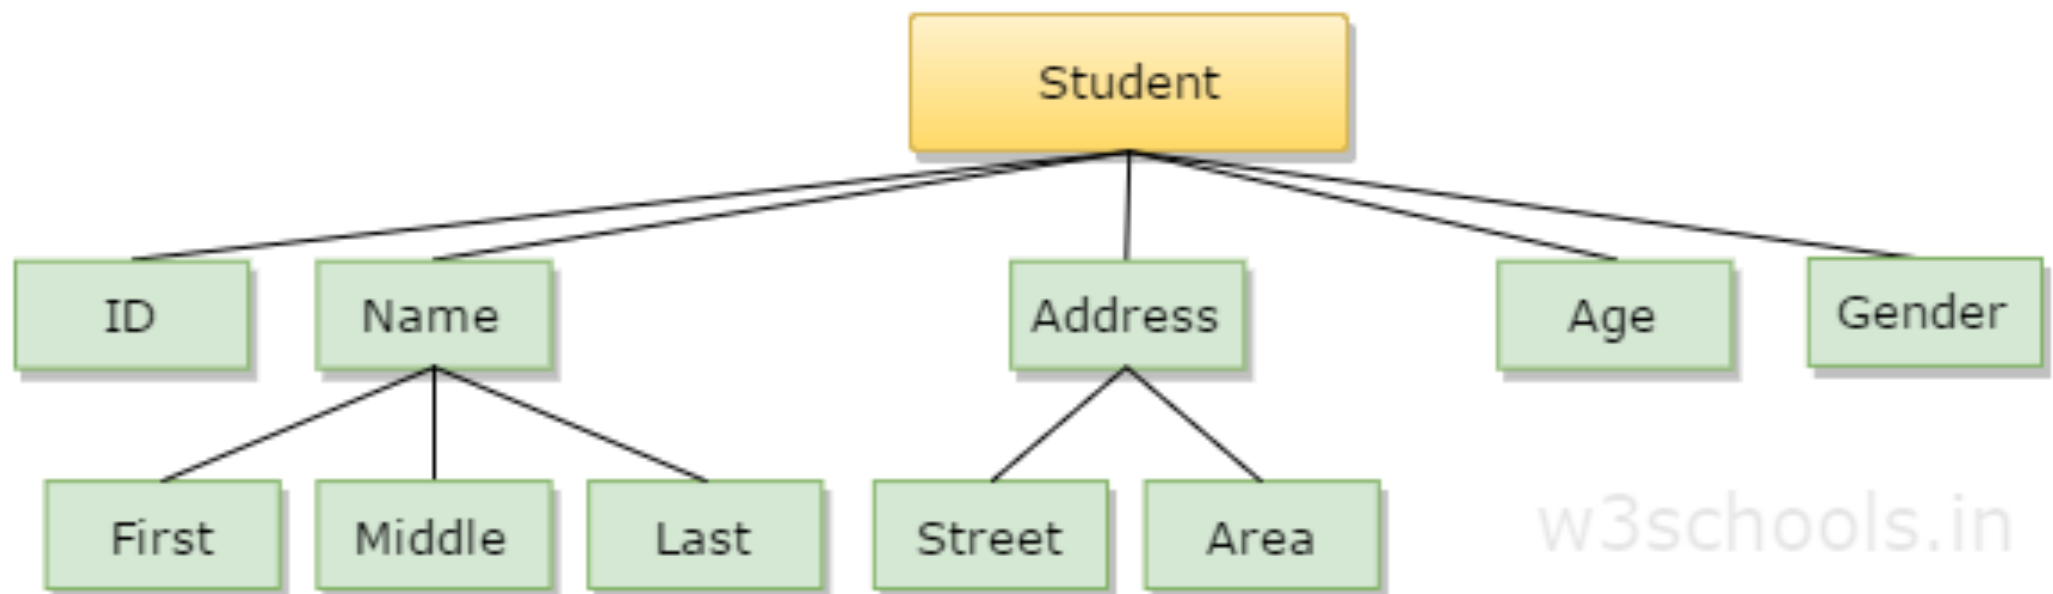 Student
ID
Name
Address
Age
Gender
First
Middle
Last
Street
Area
w3schools.in